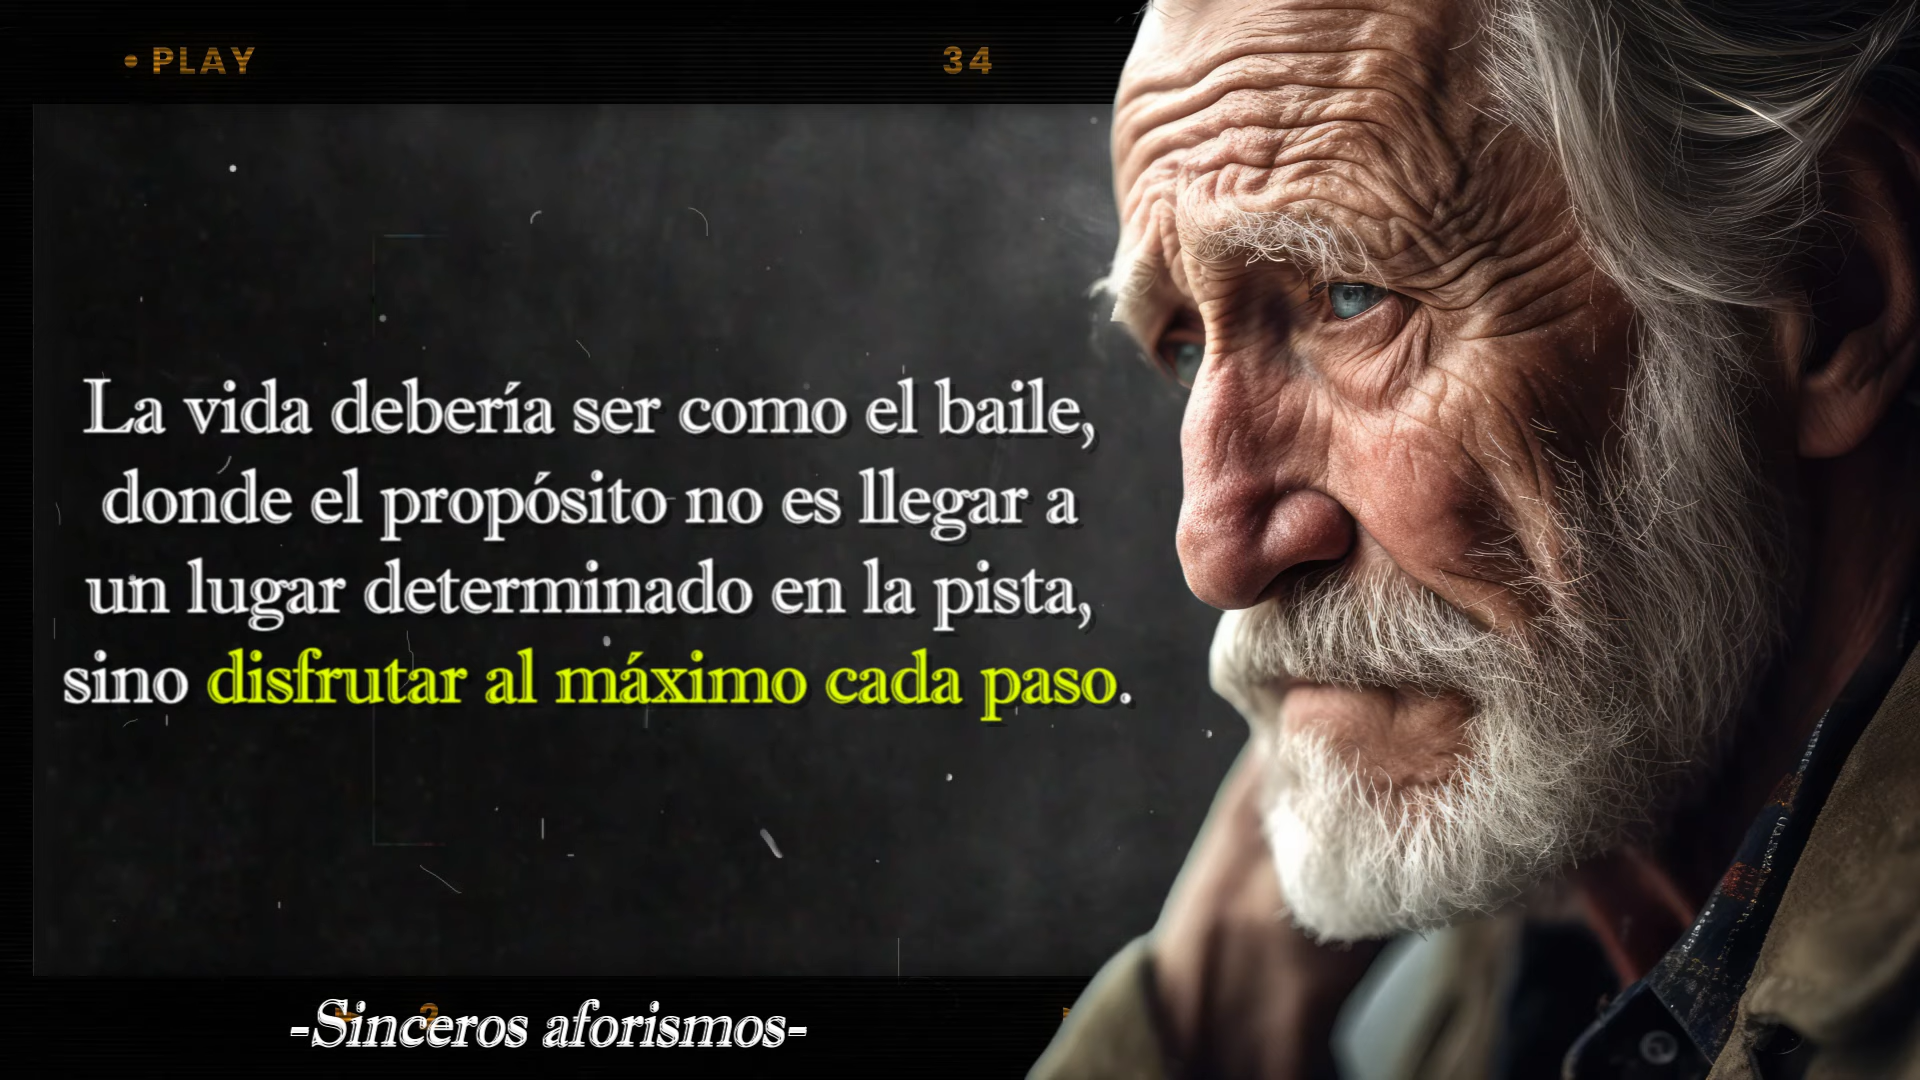 • PLAY
34
La vida debería ser como el baile,
donde el propósito no es llegar a
un lugar determinado en la pista,
sino disfrutar al máximo cada paso.
-Sinceros aforismos-